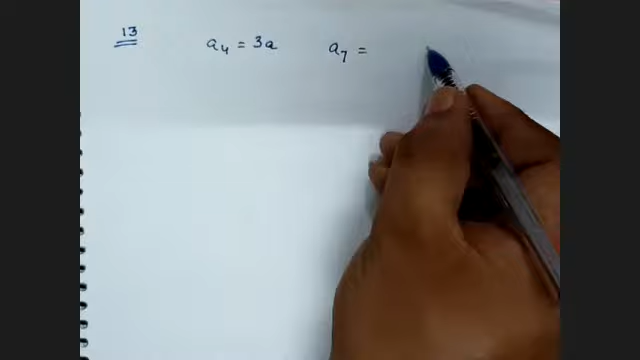 13
a₄ = 3a a₇ =